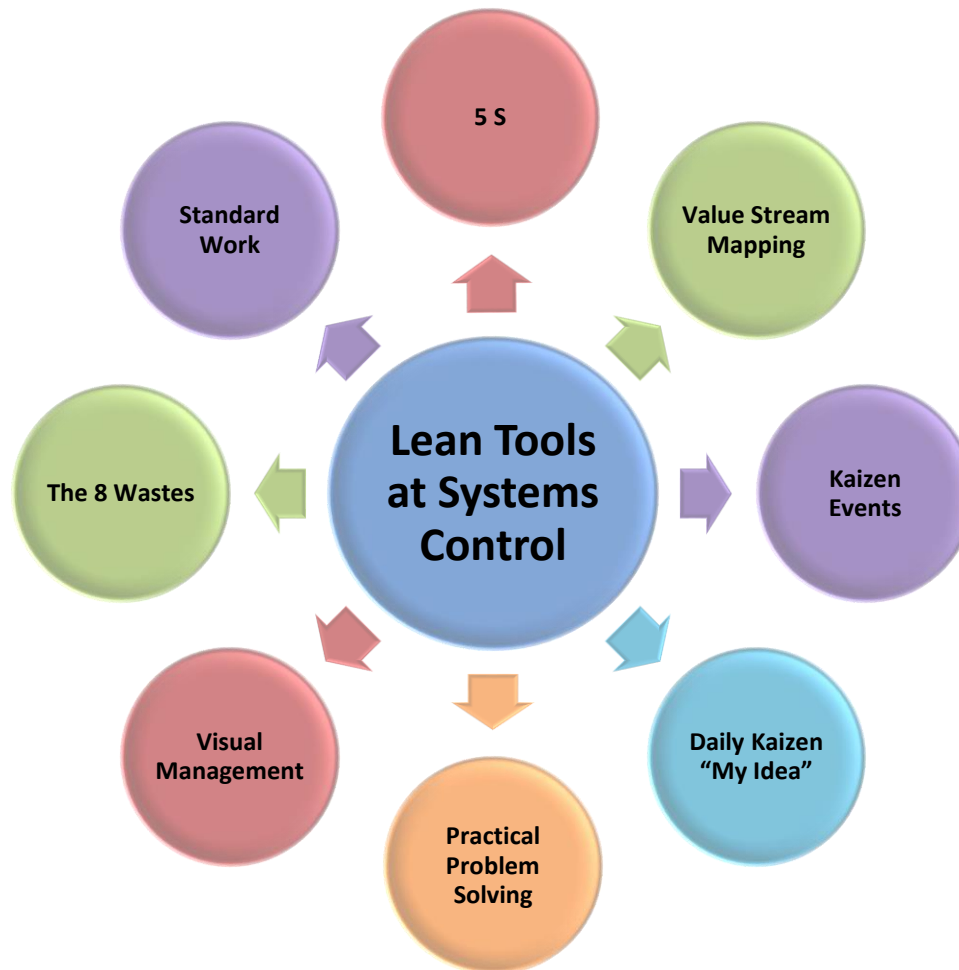 5 S
Value Stream
Mapping
Kaizen
Events
Daily Kaizen
“My Idea”
Practical
Problem
Solving
Visual
Management
The 8 Wastes
Standard
Work
Lean Tools
at Systems
Control